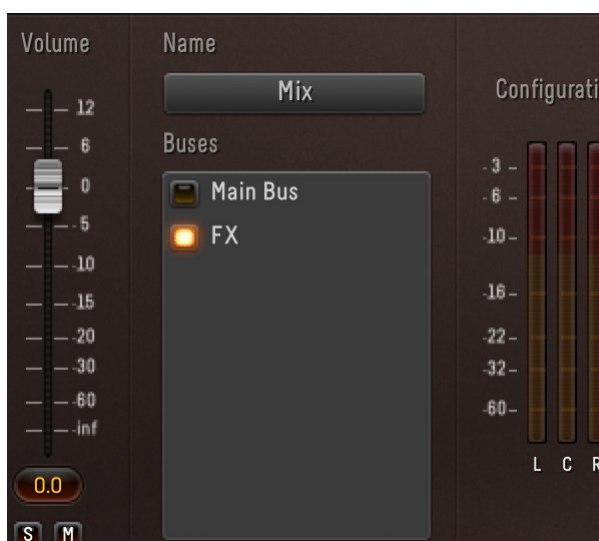 Volume
Name
Mix
Configurati
Buses
Main Bus
FX
12
6
0
-5
-10
-15
-20
-30
-60
-inf
0.0
S M
-3
-6
-10
-16
-22
-32
-60
L C R